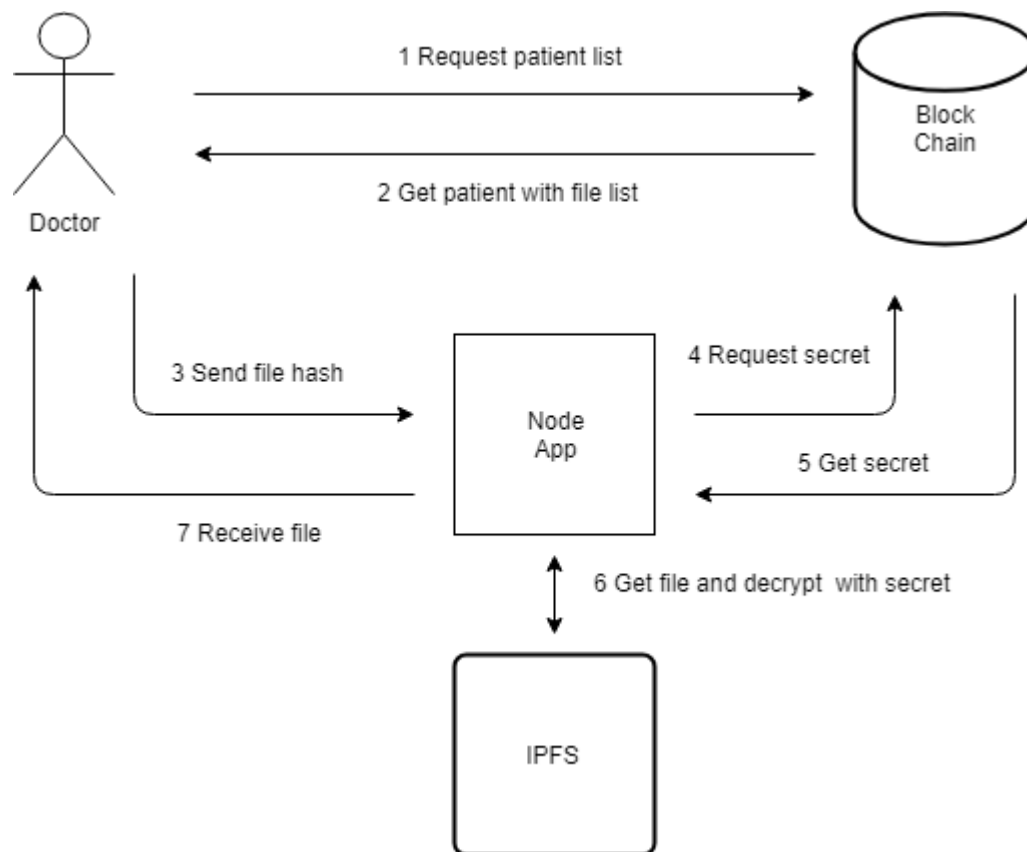 1 Request patient list
Block
Chain
2 Get patient with file list
Doctor
3 Send file hash
4 Request secret
Node
App
5 Get secret
7 Receive file
6 Get file and decrypt  with secret
IPFS